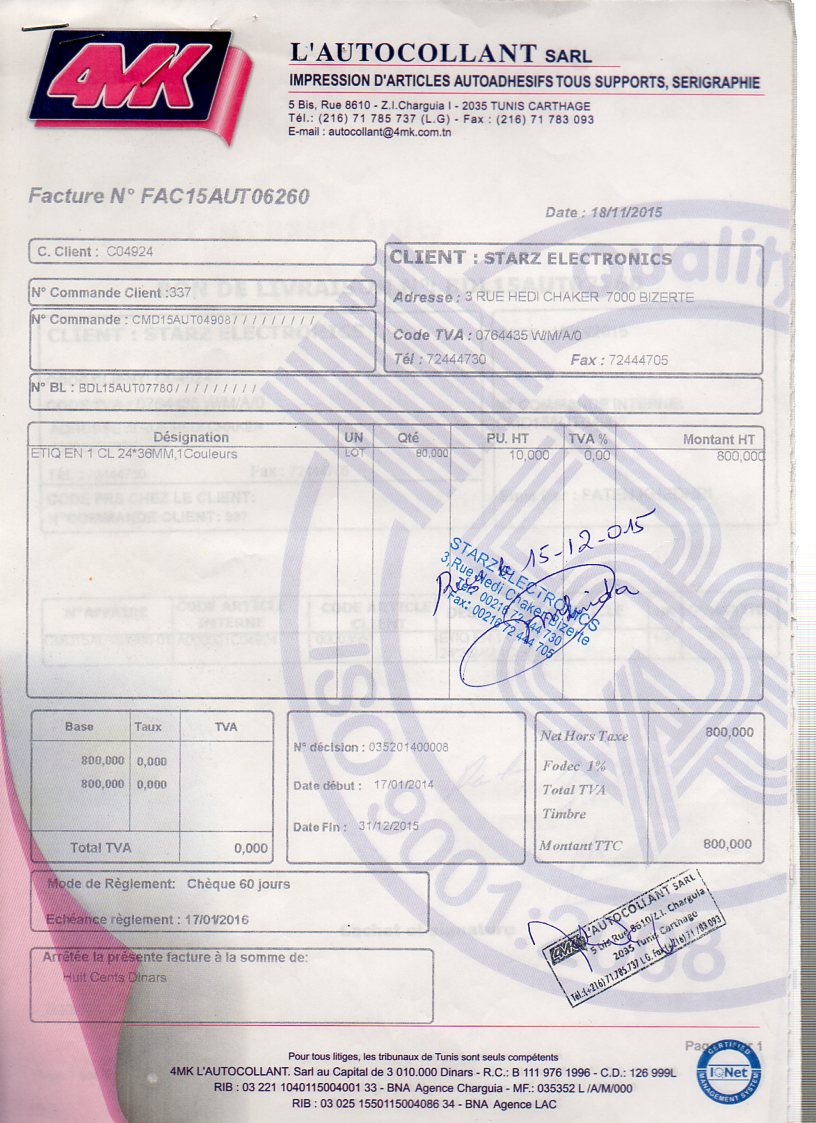 4MK
L'AUTOCOLLANT SARL
IMPRESSION D'ARTICLES AUTOADHESIFS TOUS SUPPORTS, SERIGRAPHIE
5 Bis, Rue 8610 - Z.I.Charguia I - 2035 TUNIS CARTHAGE
Tél.: (216) 71 785 737 (L.G) - Fax : (216) 71 783 093
E-mail : autocollant@4mk.com.tn
Facture N° FAC15AUT06260
Date : 18/11/2015
C. Client : C04924
N° Commande Client :337
N° Commande : CMD15AUT04908/ / / / / / / / /
CLIENT : STARZ ELECTRONICS
Adresse : 3 RUE HEDI CHAKER 7000 BIZERTE
Code TVA : 0764435 W/M/A/0
Tél : 72444730 Fax : 72444705
N° BL : BDL15AUT07780/ / / / / / / / /
Désignation UN Qté PU. HT TVA % Montant HT
ETIQ EN 1 CL 24*36MM,1Couleurs LOT 80,000 10,000 0,00 800,000
15-12-015
STARZ ELECTRONICS
3,Rue Hedi Chaker Bizerte
Tél: 00216 72 444 730
Fax: 00216 72 444 705
Quality
ISO 9001:2008
Base Taux TVA
800,000 0,000
800,000 0,000
Total TVA 0,000
N° décision : 035201400008
Date début : 17/01/2014
Date Fin : 31/12/2015
Net Hors Taxe 800,000
Fodec 1%
Total TVA
Timbre
Montant TTC 800,000
Mode de Règlement: Chèque 60 jours
Echéance règlement : 17/01/2016
Arrêtée la présente facture à la somme de:
Huit Cents Dinars
4MK L'AUTOCOLLANT SARL
5 bis Rue 8610/Z.I. Charguia
2035 Tunis Carthage
Tél.:(+216) 71.785.737 L.G. Fax:(+216) 71 783 093
Pour tous litiges, les tribunaux de Tunis sont seuls compétents
4MK L'AUTOCOLLANT. Sarl au Capital de 3 010.000 Dinars - R.C.: B 111 976 1996 - C.D.: 126 999L
RIB : 03 221 1040115004001 33 - BNA Agence Charguia - MF.: 035352 L /A/M/000
RIB : 03 025 1550115004086 34 - BNA Agence LAC
CERTIFIED
IQNet
MANAGEMENT SYSTEM